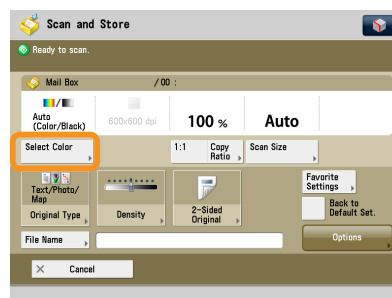 Scan and Store
Ready to scan.
Mail Box / 00 :
Auto
(Color/Black)
600x600 dpi
100 %
Auto
Select Color
1:1
Copy
Ratio
Scan Size
Text/Photo/
Map
Original Type
Density
2-Sided
Original
Favorite
Settings
Back to
Default Set.
File Name
Options
× Cancel